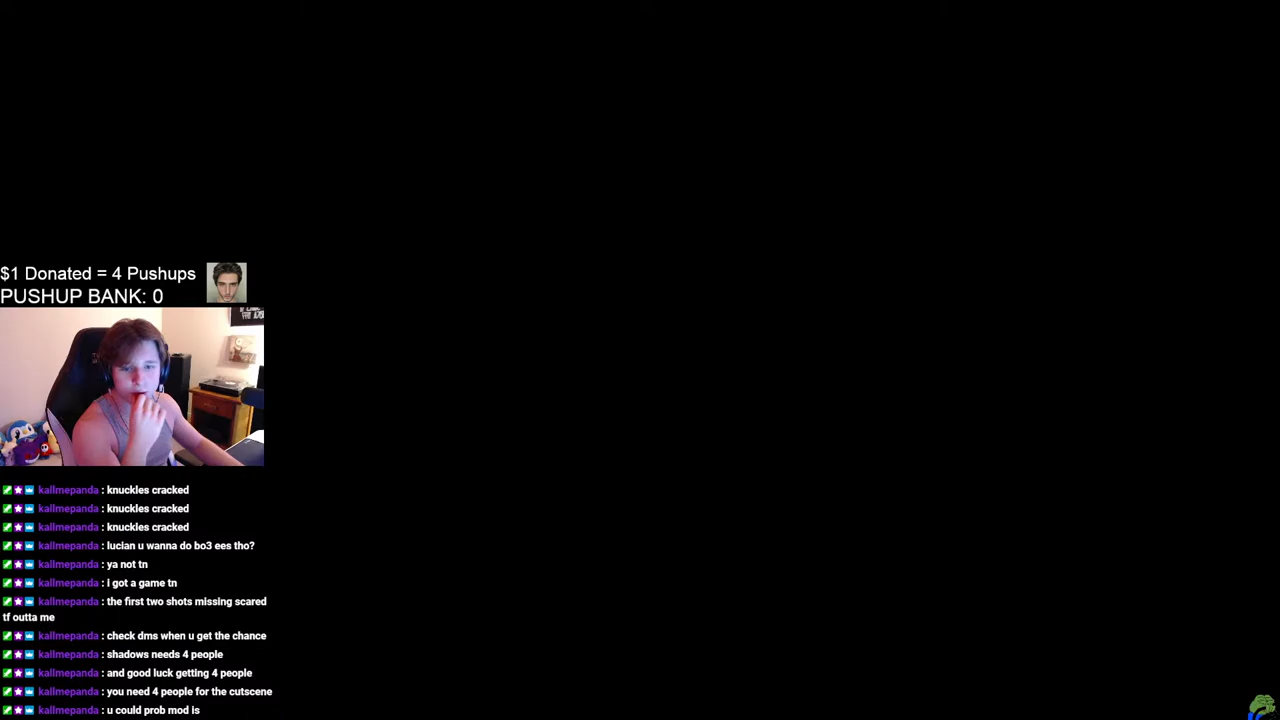 $1 Donated = 4 Pushups
PUSHUP BANK: 0
kallmepanda : knuckles cracked
kallmepanda : knuckles cracked
kallmepanda : knuckles cracked
kallmepanda : lucian u wanna do bo3 ees tho?
kallmepanda : ya not tn
kallmepanda : i got a game tn
kallmepanda : the first two shots missing scared
tf outta me
kallmepanda : check dms when u get the chance
kallmepanda : shadows needs 4 people
kallmepanda : and good luck getting 4 people
kallmepanda : you need 4 people for the cutscene
kallmepanda : u could prob mod is